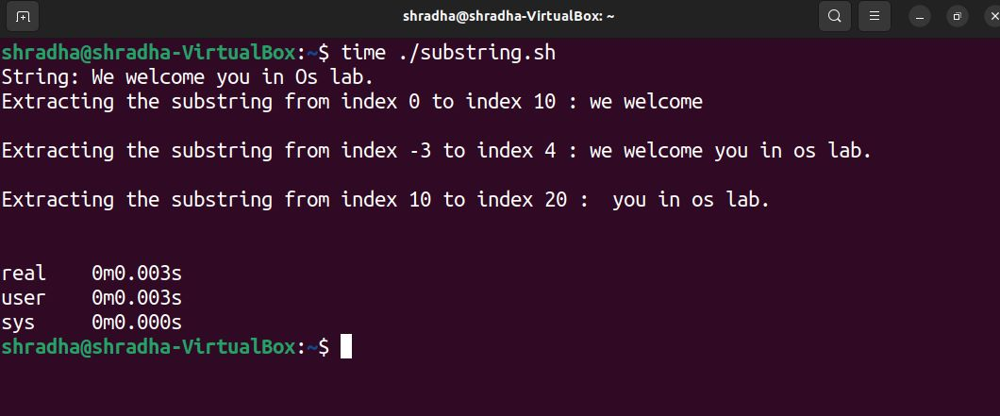 shradha@shradha-VirtualBox: ~
shradha@shradha-VirtualBox:~$ time ./substring.sh
String: We welcome you in Os lab.
Extracting the substring from index 0 to index 10 : we welcome
Extracting the substring from index -3 to index 4 : we welcome you in os lab.
Extracting the substring from index 10 to index 20 :  you in os lab.
real    0m0.003s
user    0m0.003s
sys     0m0.000s
shradha@shradha-VirtualBox:~$